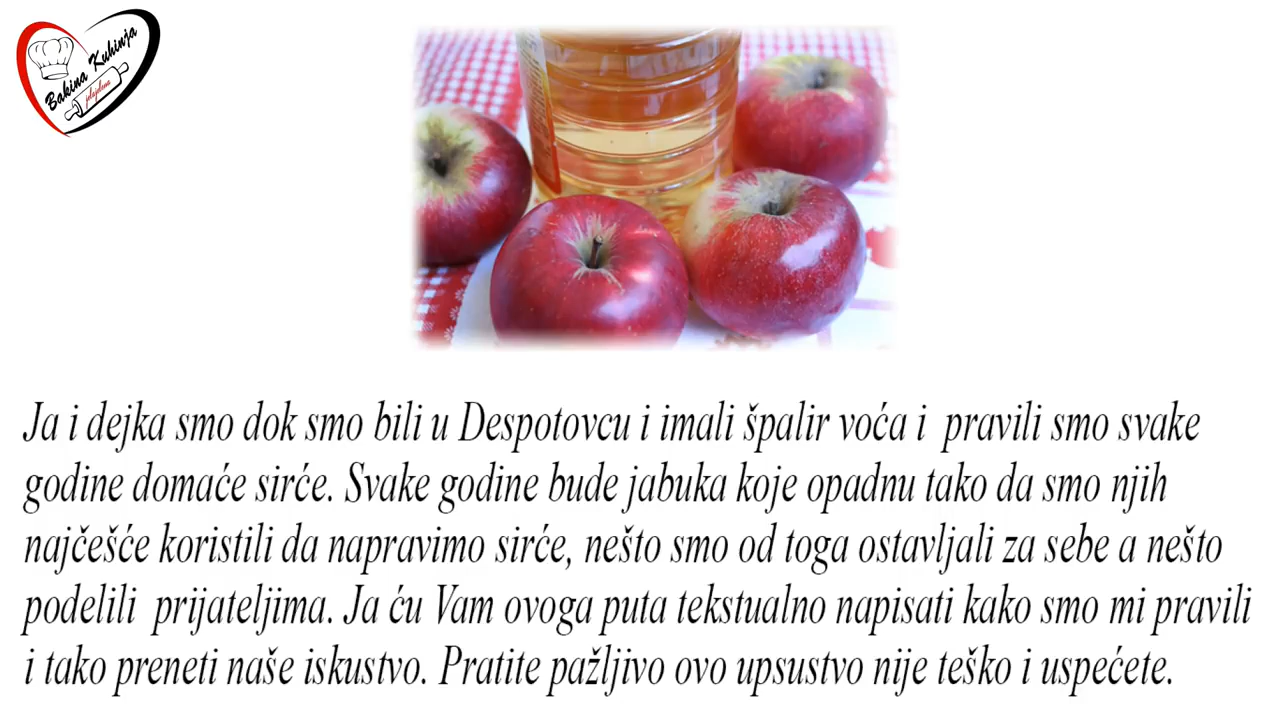 Bakina Kuhinja
Ja i dejka smo dok smo bili u Despotovcu i imali špalir voća i  pravili smo svake
godine domaće sirće. Svake godine bude jabuka koje opadnu tako da smo njih
najčešće koristili da napravimo sirće, nešto smo od toga ostavljali za sebe a nešto
podelili  prijateljima. Ja ću Vam ovoga puta tekstualno napisati kako smo mi pravili
i tako preneti naše iskustvo. Pratite pažljivo ovo upsustvo nije teško i uspećete.